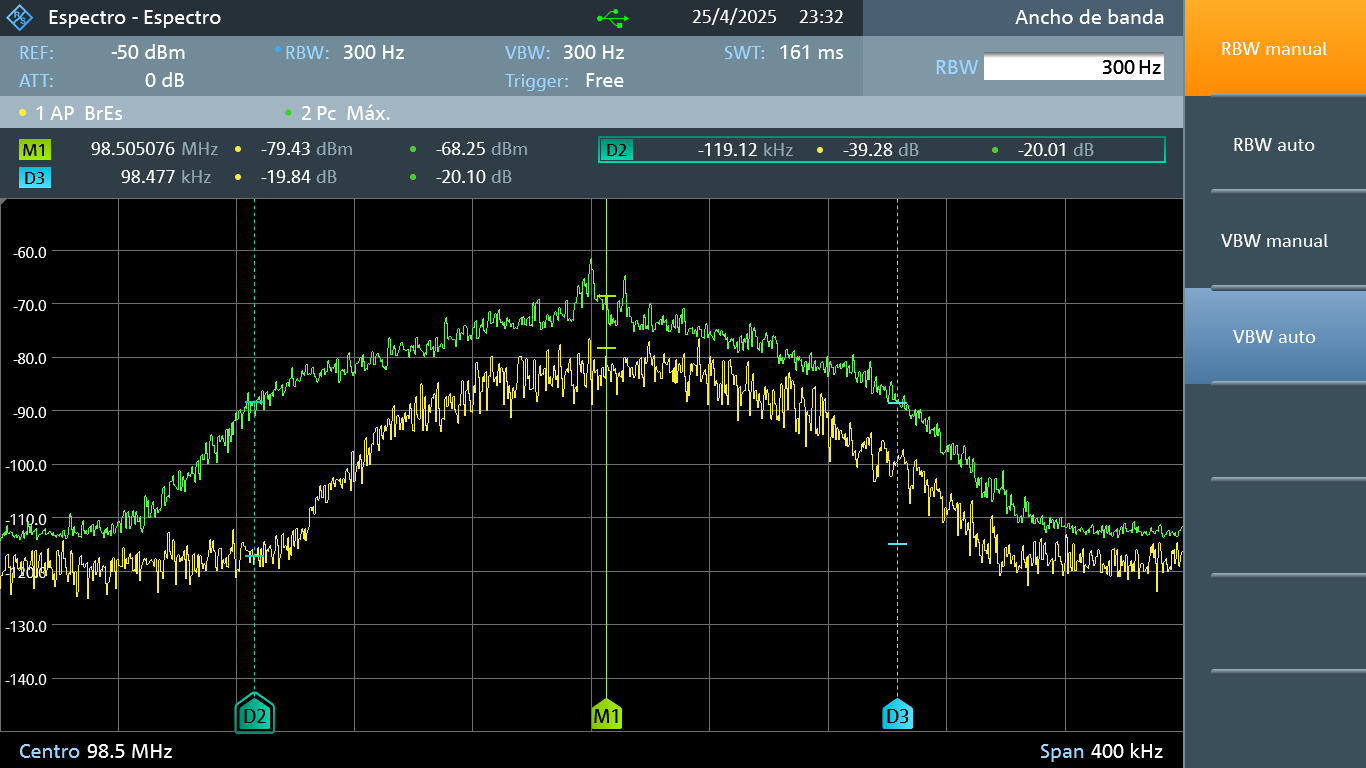 Espectro - Espectro 25/4/2025 23:32 Ancho de banda RBW manual
REF: -50 dBm RBW: 300 Hz VBW: 300 Hz SWT: 161 ms RBW 300 Hz
ATT: 0 dB Trigger: Free
1 AP BrEs 2 Pc Máx.
M1 98.505076 MHz -79.43 dBm -68.25 dBm D2 -119.12 kHz -39.28 dB -20.01 dB RBW auto
D3 98.477 kHz -19.84 dB -20.10 dB
VBW manual
-60.0
-70.0
VBW auto
-80.0
-90.0
-100.0
-110.0
-120.0
-130.0
-140.0
D2 M1 D3
Centro 98.5 MHz Span 400 kHz